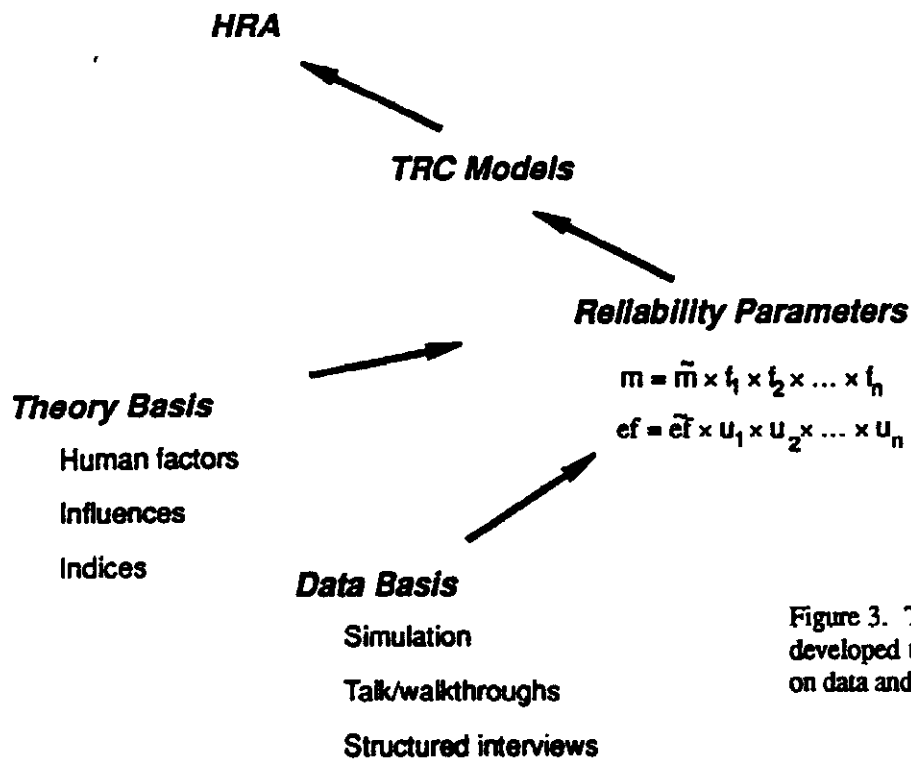 HRA
TRC Models
Reliability Parameters
m = m̃ × f₁ × f₂ × ... × fₙ
ef = ẽf × u₁ × u₂ × ... × uₙ
Theory Basis
Human factors
Influences
Indices
Data Basis
Simulation
Talk/walkthroughs
Structured interviews
Figure 3.
developed
on data and